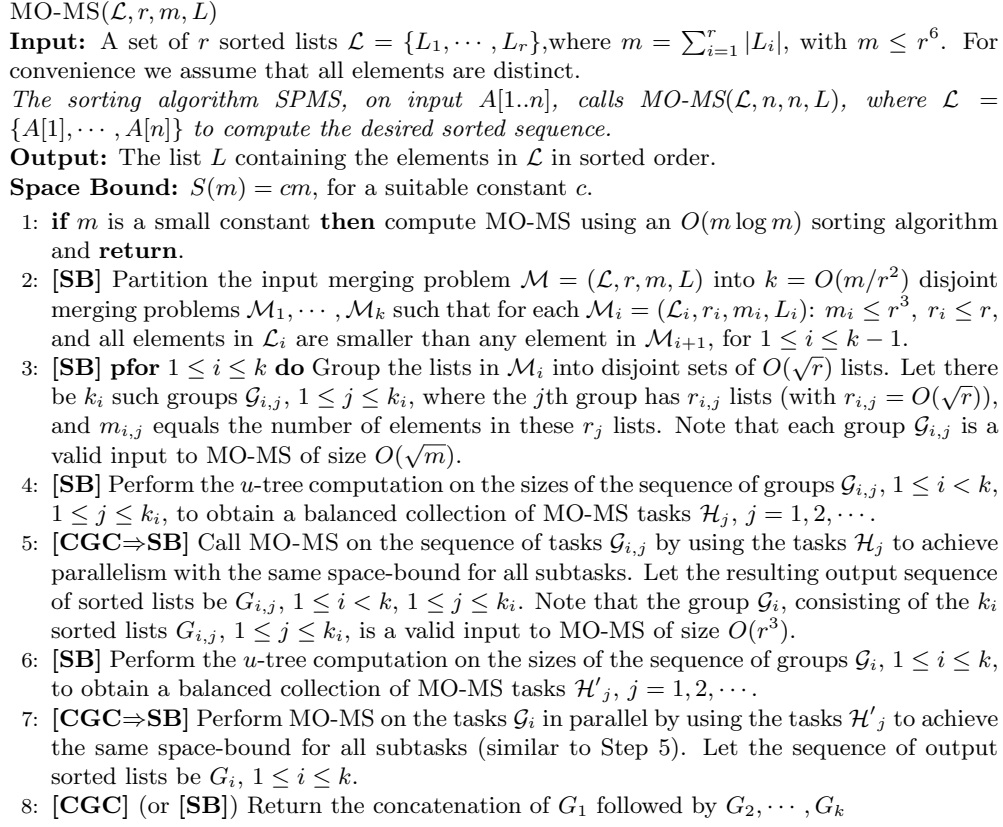 MO-MS(ℒ, r, m, L)
Input: A set of r sorted lists ℒ = {L₁, ⋯ , Lᵣ},where m = ∑ʳᵢ₌₁ |Lᵢ|, with m ≤ r⁶. For
convenience we assume that all elements are distinct.
The sorting algorithm SPMS, on input A[1..n], calls MO-MS(ℒ, n, n, L), where ℒ =
{A[1], ⋯ , A[n]} to compute the desired sorted sequence.
Output: The list L containing the elements in ℒ in sorted order.
Space Bound: S(m) = cm, for a suitable constant c.
1: if m is a small constant then compute MO-MS using an O(m log m) sorting algorithm
and return.
2: [SB] Partition the input merging problem ℳ = (ℒ, r, m, L) into k = O(m/r²) disjoint
merging problems ℳ₁, ⋯ , ℳₖ such that for each ℳᵢ = (ℒᵢ, rᵢ, mᵢ, Lᵢ): mᵢ ≤ r³, rᵢ ≤ r,
and all elements in ℒᵢ are smaller than any element in ℳᵢ₊₁, for 1 ≤ i ≤ k − 1.
3: [SB] pfor 1 ≤ i ≤ k do Group the lists in ℳᵢ into disjoint sets of O(√r) lists. Let there
be kᵢ such groups 𝒢ᵢ,ⱼ, 1 ≤ j ≤ kᵢ, where the jth group has rᵢ,ⱼ lists (with rᵢ,ⱼ = O(√r)),
and mᵢ,ⱼ equals the number of elements in these rⱼ lists. Note that each group 𝒢ᵢ,ⱼ is a
valid input to MO-MS of size O(√m).
4: [SB] Perform the u-tree computation on the sizes of the sequence of groups 𝒢ᵢ,ⱼ, 1 ≤ i < k,
1 ≤ j ≤ kᵢ, to obtain a balanced collection of MO-MS tasks ℋⱼ, j = 1, 2, ⋯.
5: [CGC⇒SB] Call MO-MS on the sequence of tasks 𝒢ᵢ,ⱼ by using the tasks ℋⱼ to achieve
parallelism with the same space-bound for all subtasks. Let the resulting output sequence
of sorted lists be Gᵢ,ⱼ, 1 ≤ i < k, 1 ≤ j ≤ kᵢ. Note that the group 𝒢ᵢ, consisting of the kᵢ
sorted lists Gᵢ,ⱼ, 1 ≤ j ≤ kᵢ, is a valid input to MO-MS of size O(r³).
6: [SB] Perform the u-tree computation on the sizes of the sequence of groups 𝒢ᵢ, 1 ≤ i ≤ k,
to obtain a balanced collection of MO-MS tasks ℋ′ⱼ, j = 1, 2, ⋯.
7: [CGC⇒SB] Perform MO-MS on the tasks 𝒢ᵢ in parallel by using the tasks ℋ′ⱼ to achieve
the same space-bound for all subtasks (similar to Step 5). Let the sequence of output
sorted lists be Gᵢ, 1 ≤ i ≤ k.
8: [CGC] (or [SB]) Return the concatenation of G₁ followed by G₂, ⋯ , Gₖ